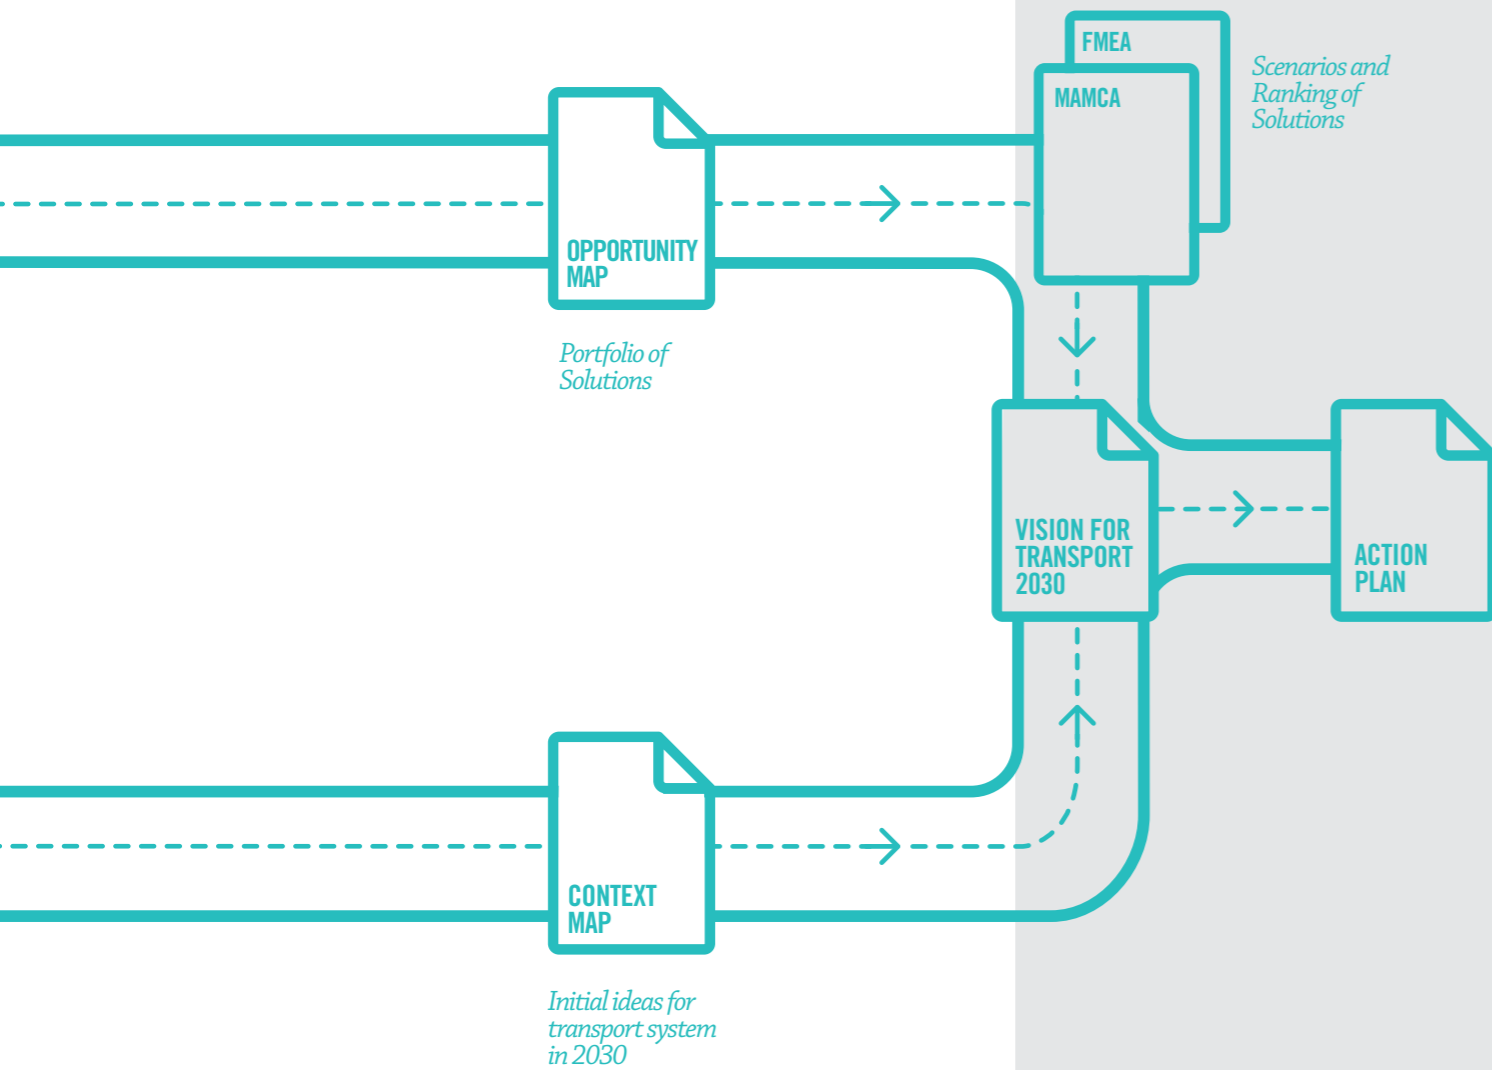 FMEA
MAMCA
Scenarios and
Ranking of
Solutions
OPPORTUNITY
MAP
Portfolio of
Solutions
VISION FOR
TRANSPORT
2030
ACTION
PLAN
CONTEXT
MAP
Initial ideas for
transport system
in 2030